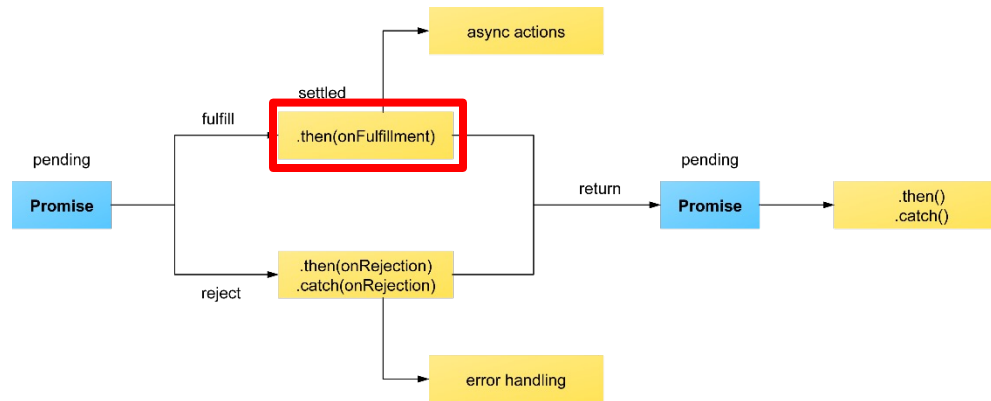 async actions
settled
fulfill
.then(onFulfillment)
pending
pending
return
Promise
Promise
.then()
.catch()
.then(onRejection)
.catch(onRejection)
reject
error handling